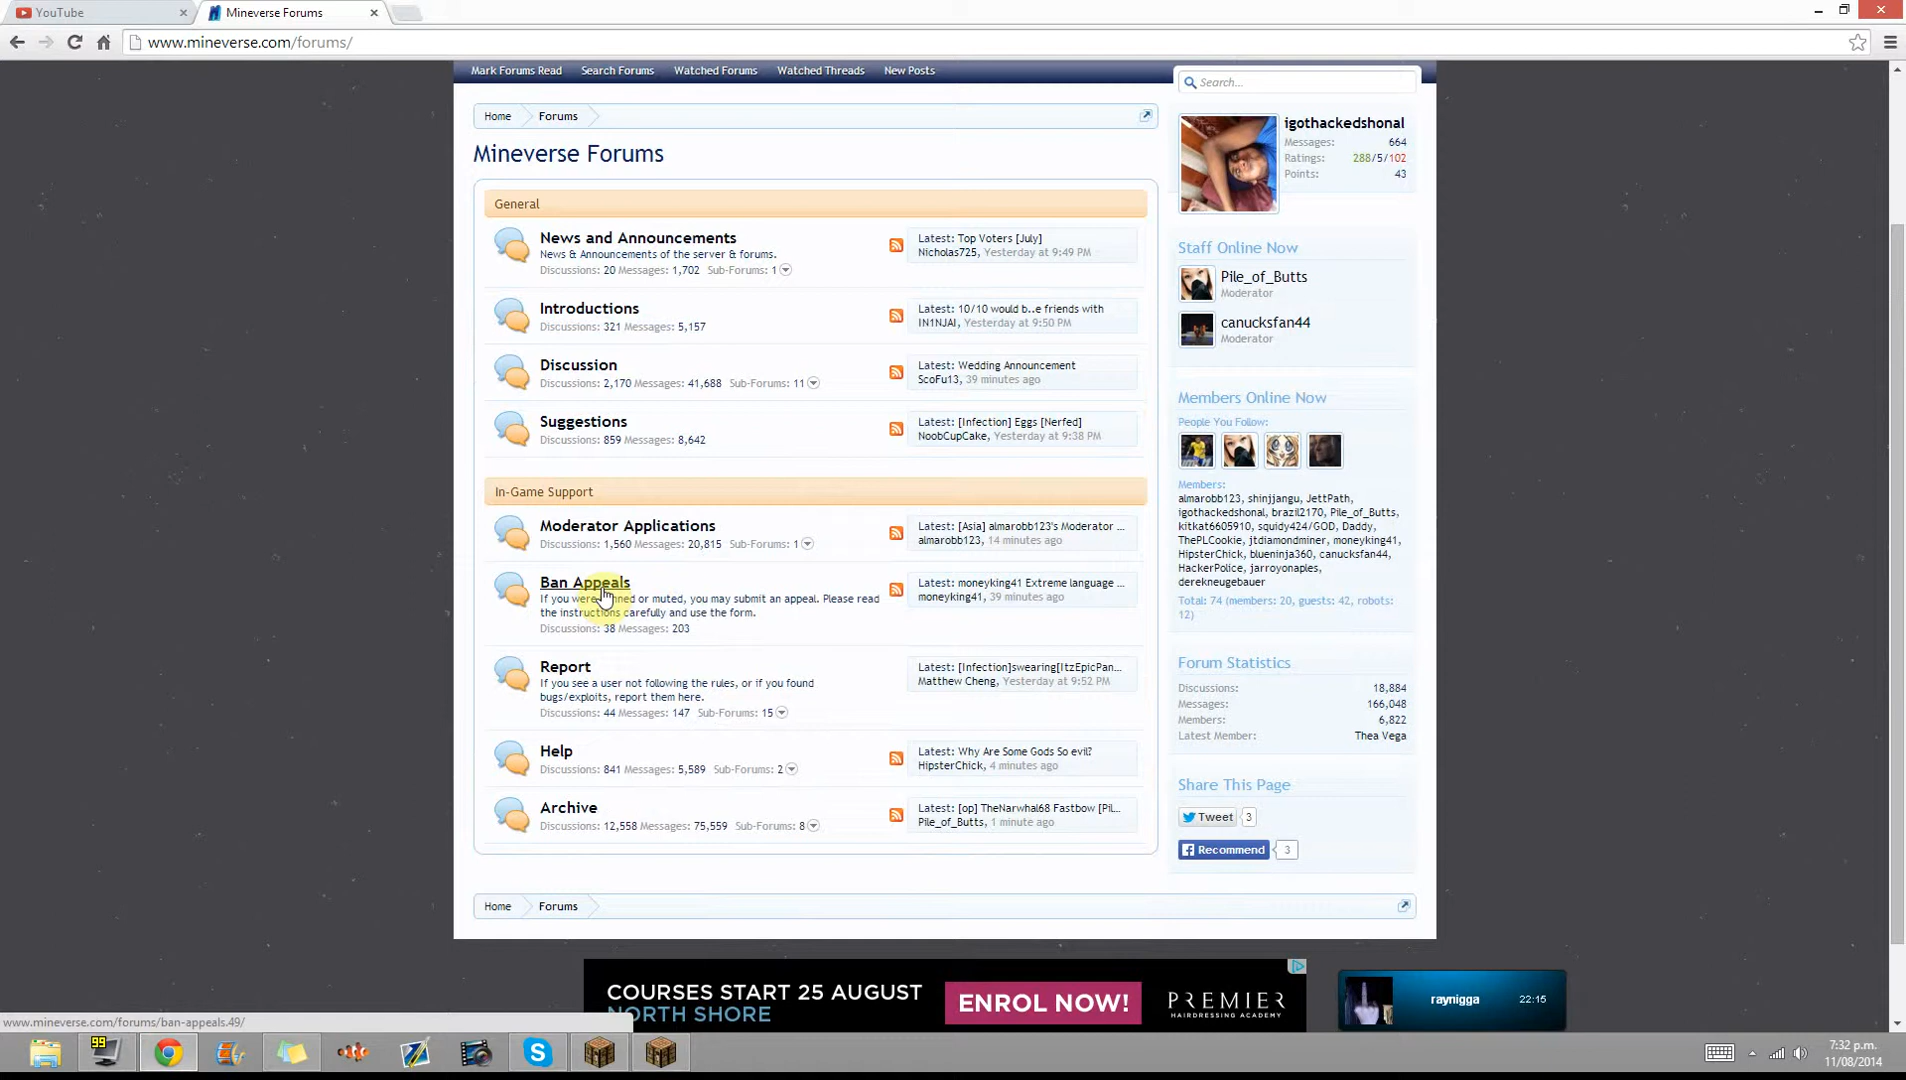 YouTube
Mineverse Forums
www.mineverse.com/forums/
Mark Forums Read Search Forums Watched Forums Watched Threads New Posts
Search...
Home Forums
Mineverse Forums
General
News and Announcements
News & Announcements of the server & forums.
Discussions: 20 Messages: 1,702 Sub-Forums: 1
Latest: Top Voters [July]
Nicholas725, Yesterday at 9:49 PM
Introductions
Discussions: 321 Messages: 5,157
Latest: 10/10 would b..e friends with
IN1NJAI, Yesterday at 9:50 PM
Discussion
Discussions: 2,170 Messages: 41,688 Sub-Forums: 11
Latest: Wedding Announcement
ScoFu13, 39 minutes ago
Suggestions
Discussions: 859 Messages: 8,642
Latest: [Infection] Eggs [Nerfed]
NoobCupCake, Yesterday at 9:38 PM
In-Game Support
Moderator Applications
Discussions: 1,560 Messages: 20,815 Sub-Forums: 1
Latest: [Asia] almarobb123's Moderator ...
almarobb123, 14 minutes ago
Ban Appeals
If you were banned or muted, you may submit an appeal. Please read
the instructions carefully and use the form.
Discussions: 38 Messages: 203
Latest: moneyking41 Extreme language ...
moneyking41, 39 minutes ago
Report
If you see a user not following the rules, or if you found
bugs/exploits, report them here.
Discussions: 44 Messages: 147 Sub-Forums: 15
Latest: [Infection]swearing[ItzEpicPan...
Matthew Cheng, Yesterday at 9:52 PM
Help
Discussions: 841 Messages: 5,589 Sub-Forums: 2
Latest: Why Are Some Gods So evil?
HipsterChick, 4 minutes ago
Archive
Discussions: 12,558 Messages: 75,559 Sub-Forums: 8
Latest: [op] TheNarwhal68 Fastbow [Pil...
Pile_of_Butts, 1 minute ago
Home Forums
igothackedshonal
Messages: 664
Ratings: 288/5/102
Points: 43
Staff Online Now
Pile_of_Butts
Moderator
canucksfan44
Moderator
Members Online Now
People You Follow:
Members:
almarobb123, shinjjangu, JettPath,
igothackedshonal, brazil2170, Pile_of_Butts,
kitkat6605910, squidy424/GOD, Daddy,
ThePLCookie, jtdiamondminer, moneyking41,
HipsterChick, blueninja360, canucksfan44,
HackerPolice, jarroyonaples,
derekneugebauer
Total: 74 (members: 20, guests: 42, robots:
12)
Forum Statistics
Discussions: 18,884
Messages: 166,048
Members: 6,822
Latest Member: Thea Vega
Share This Page
Tweet 3
Recommend 3
COURSES START 25 AUGUST
NORTH SHORE
ENROL NOW!
PREMIER
HAIRDRESSING ACADEMY
raynigga 22:15
www.mineverse.com/forums/ban-appeals.49/
99
7:32 p.m.
11/08/2014